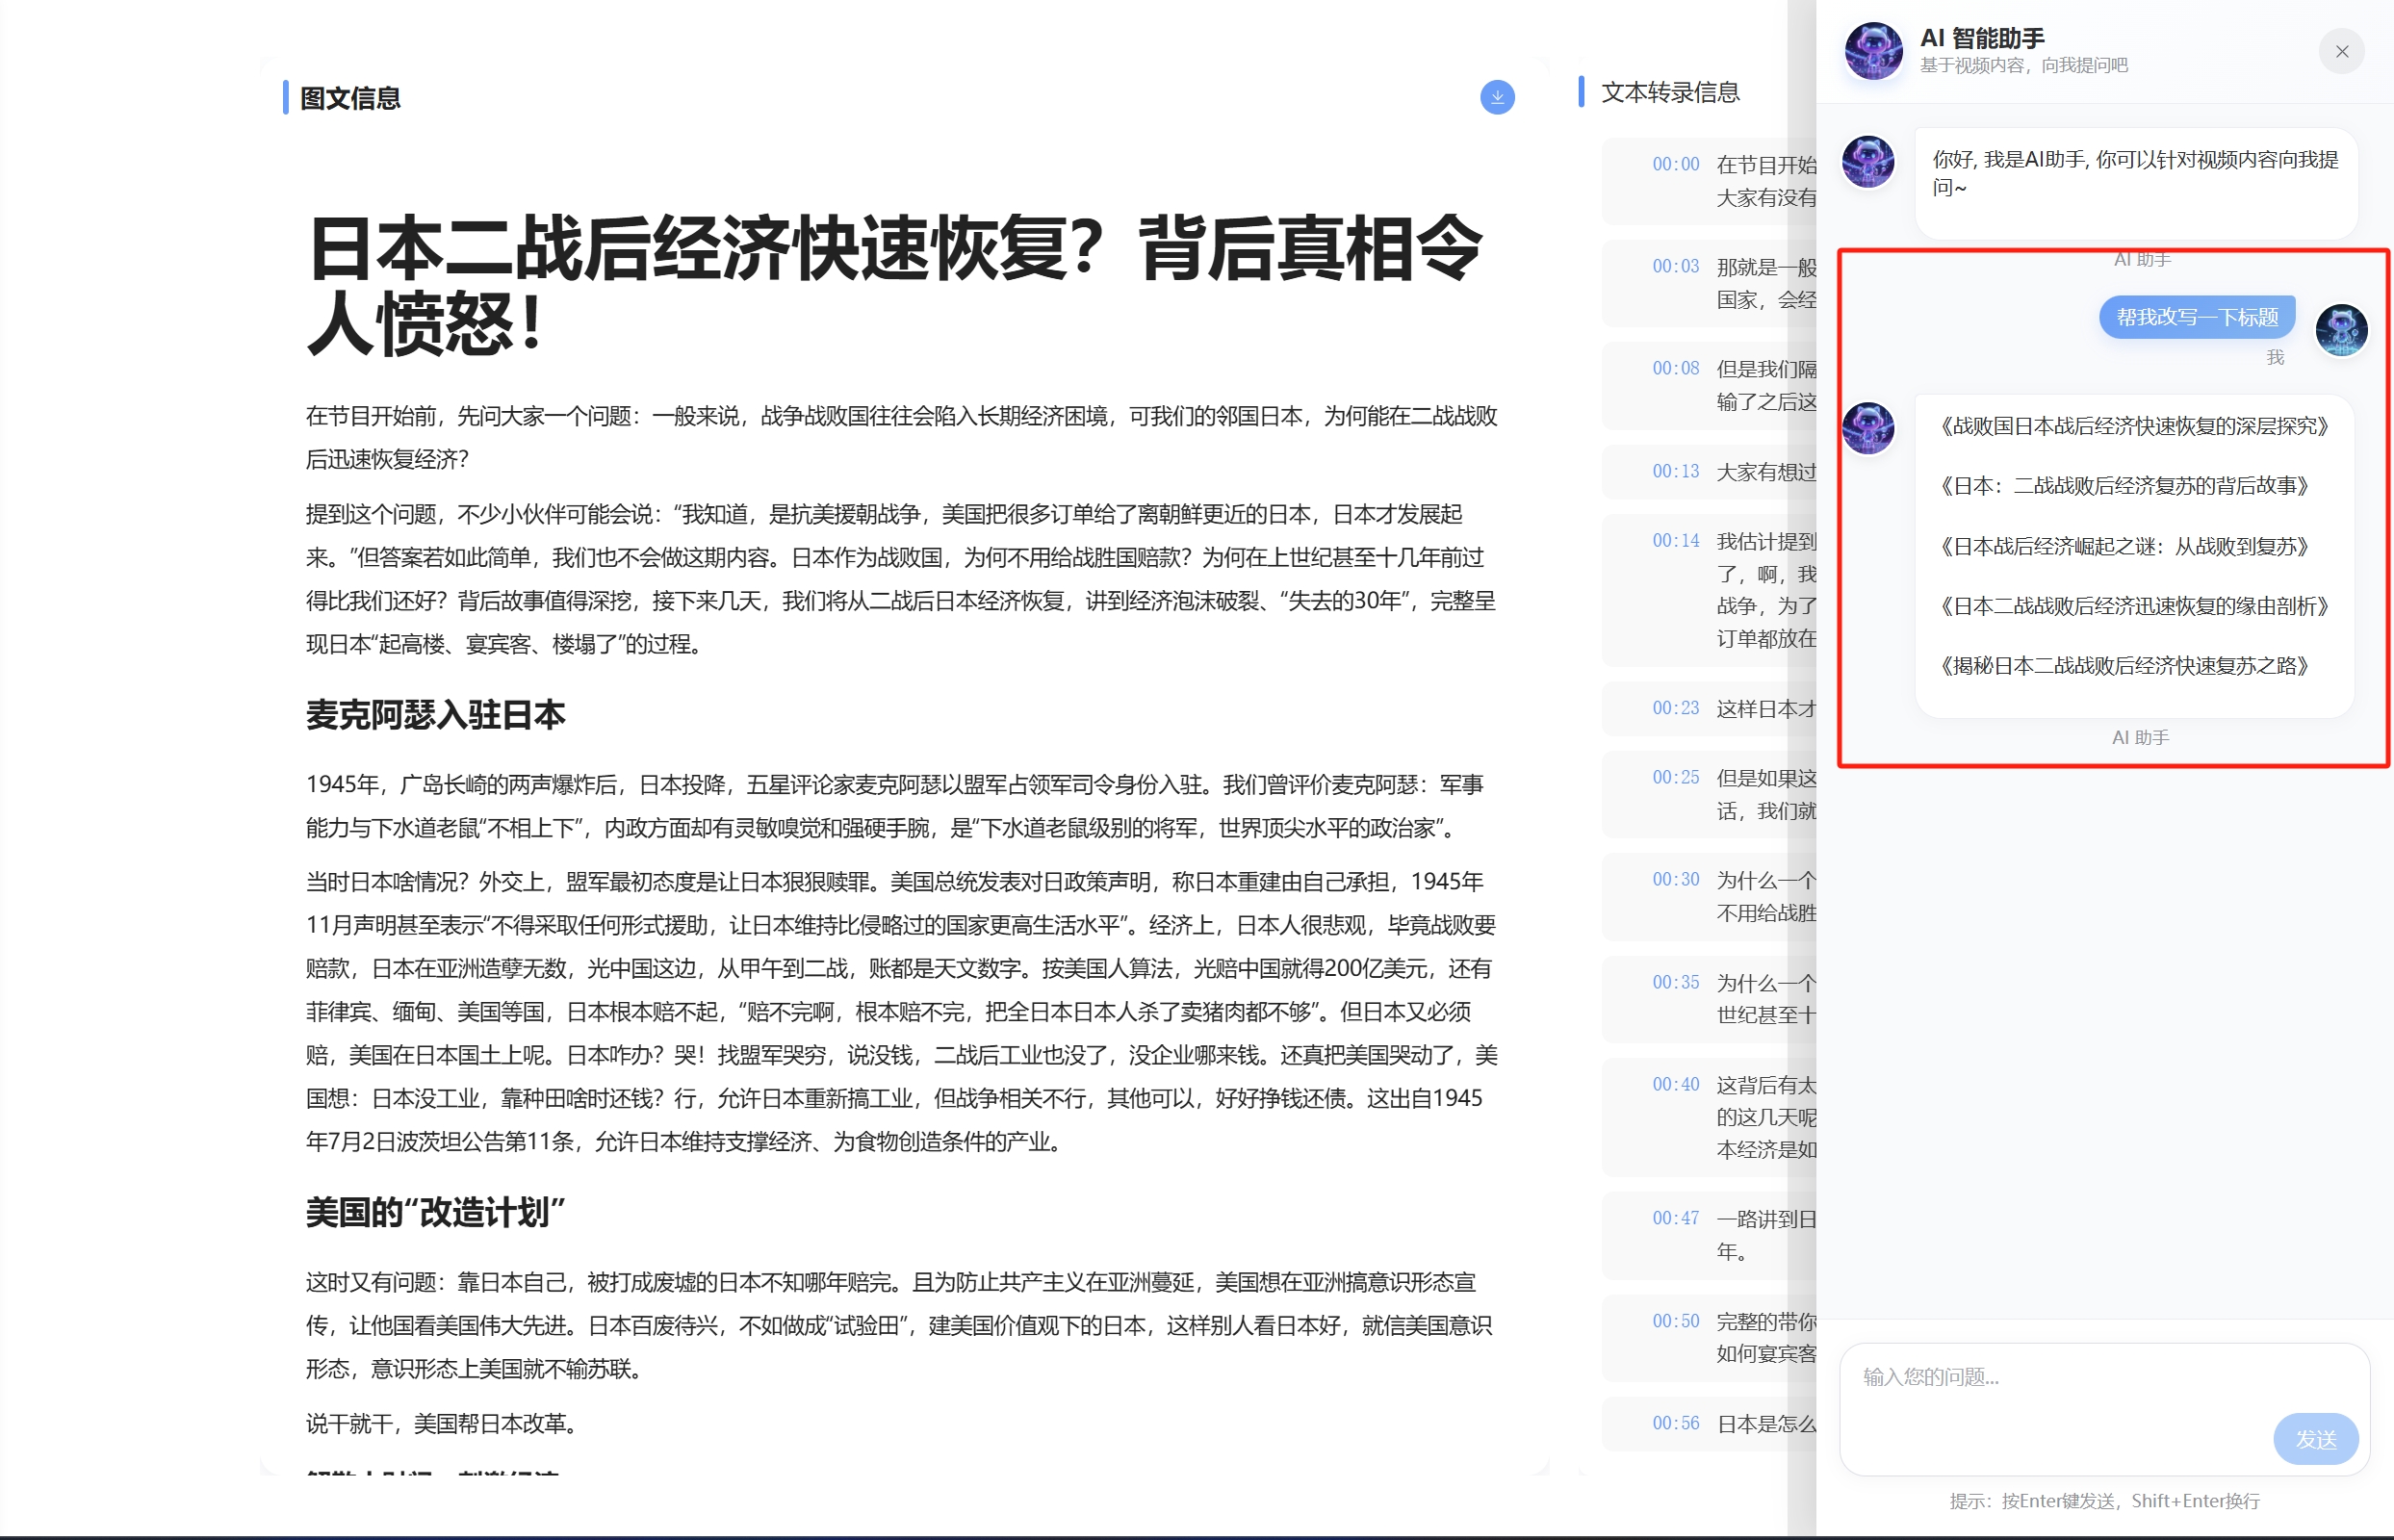 图文信息
日本二战后经济快速恢复？背后真相令
人愤怒！
在节目开始前，先问大家一个问题：一般来说，战争战败国往往会陷入长期经济困境，可我们的邻国日本，为何能在二战战败
后迅速恢复经济？
提到这个问题，不少小伙伴可能会说：“我知道，是抗美援朝战争，美国把很多订单给了离朝鲜更近的日本，日本才发展起
来。”但答案若如此简单，我们也不会做这期内容。日本作为战败国，为何不用给战胜国赔款？为何在上世纪甚至十几年前过
得比我们还好？背后故事值得深挖，接下来几天，我们将从二战后日本经济恢复，讲到经济泡沫破裂、“失去的30年”，完整呈
现日本“起高楼、宴宾客、楼塌了”的过程。
麦克阿瑟入驻日本
1945年，广岛长崎的两声爆炸后，日本投降，五星评论家麦克阿瑟以盟军占领军司令身份入驻。我们曾评价麦克阿瑟：军事
能力与下水道老鼠“不相上下”，内政方面却有灵敏嗅觉和强硬手腕，是“下水道老鼠级别的将军，世界顶尖水平的政治家”。
当时日本啥情况？外交上，盟军最初态度是让日本狠狠赎罪。美国总统发表对日政策声明，称日本重建由自己承担，1945年
11月声明甚至表示“不得采取任何形式援助，让日本维持比侵略过的国家更高生活水平”。经济上，日本人很悲观，毕竟战败要
赔款，日本在亚洲造孽无数，光中国这边，从甲午到二战，账都是天文数字。按美国人算法，光赔中国就得200亿美元，还有
菲律宾、缅甸、美国等国，日本根本赔不起，“赔不完啊，根本赔不完，把全日本日本人杀了卖猪肉都不够”。但日本又必须
赔，美国在日本国土上呢。日本咋办？哭！找盟军哭穷，说没钱，二战后工业也没了，没企业哪来钱。还真把美国哭动了，美
国想：日本没工业，靠种田啥时还钱？行，允许日本重新搞工业，但战争相关不行，其他可以，好好挣钱还债。这出自1945
年7月2日波茨坦公告第11条，允许日本维持支撑经济、为食物创造条件的产业。
美国的“改造计划”
这时又有问题：靠日本自己，被打成废墟的日本不知哪年赔完。且为防止共产主义在亚洲蔓延，美国想在亚洲搞意识形态宣
传，让他国看美国伟大先进。日本百废待兴，不如做成“试验田”，建美国价值观下的日本，这样别人看日本好，就信美国意识
形态，意识形态上美国就不输苏联。
说干就干，美国帮日本改革。
文本转录信息
00:00 在节目开始
大家有没有
00:03 那就是一般
国家，会经
00:08 但是我们隔
输了之后这
00:13 大家有想过
00:14 我估计提到
了，啊，我
战争，为了
订单都放在
00:23 这样日本才
00:25 但是如果这
话，我们就
00:30 为什么一个
不用给战胜
00:35 为什么一个
世纪甚至十
00:40 这背后有太
的这几天呢
本经济是如
00:47 一路讲到日
年。
00:50 完整的带你
如何宴宾客
00:56 日本是怎么
AI 智能助手
基于视频内容，向我提问吧
你好, 我是AI助手, 你可以针对视频内容向我提
问~
AI 助手
帮我改写一下标题
我
《战败国日本战后经济快速恢复的深层探究》
《日本：二战战败后经济复苏的背后故事》
《日本战后经济崛起之谜：从战败到复苏》
《日本二战战败后经济迅速恢复的缘由剖析》
《揭秘日本二战战败后经济快速复苏之路》
AI 助手
输入您的问题...
发送
提示：按Enter键发送，Shift+Enter换行